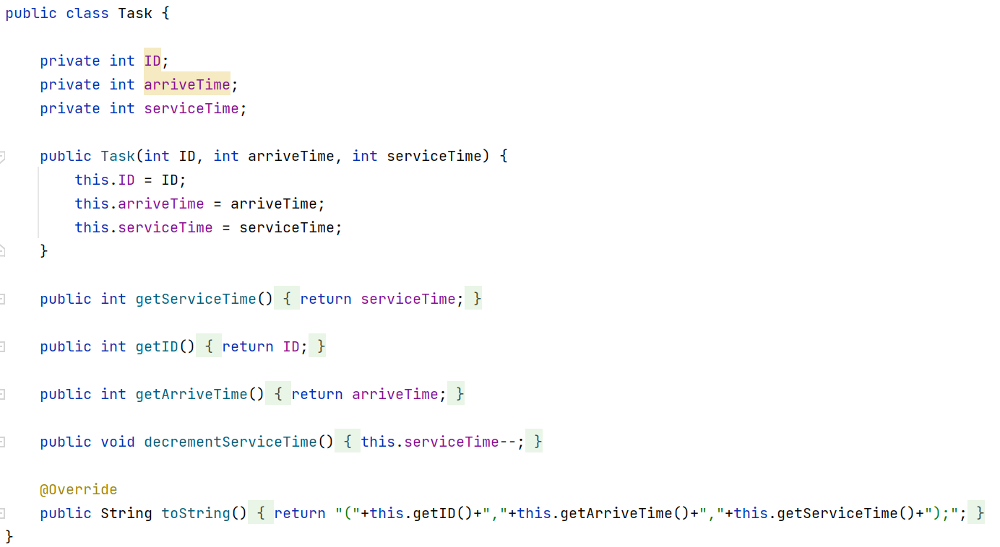 public class Task {
private int ID;
private int arriveTime;
private int serviceTime;
public Task(int ID, int arriveTime, int serviceTime) {
this.ID = ID;
this.arriveTime = arriveTime;
this.serviceTime = serviceTime;
}
public int getServiceTime() { return serviceTime; }
public int getID() { return ID; }
public int getArriveTime() { return arriveTime; }
public void decrementServiceTime() { this.serviceTime--; }
@Override
public String toString() { return "("+this.getID()+","+this.getArriveTime()+","+this.getServiceTime()+");"; }
}